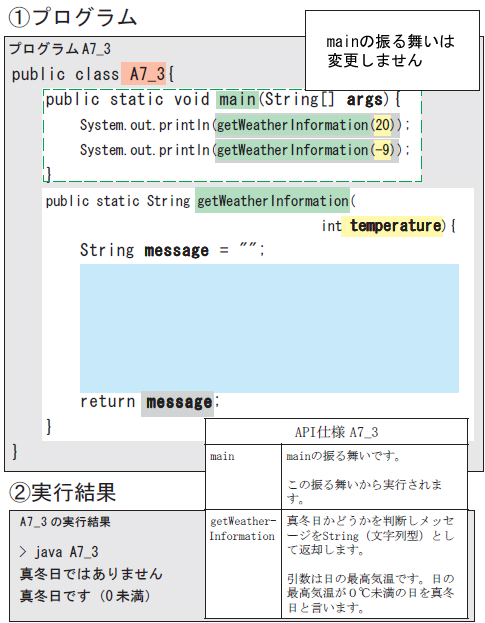 ①プログラム
mainの振る舞いは
変更しません
プログラムA7_3
public class A7_3{
public static void main(String[] args){
System.out.println(getWeatherInformation(20));
System.out.println(getWeatherInformation(-9));
}
public static String getWeatherInformation(
int temperature){
String message = "";
return message;
}
}
②実行結果
A7_3の実行結果
> java A7_3
真冬日ではありません
真冬日です（0未満）
API仕様 A7_3
main
mainの振る舞いです。
この振る舞いから実行されま
す。
getWeather-
Information
真冬日かどうかを判断しメッセ
ージをString（文字列型）とし
て返却します。
引数は日の最高気温です。日の
最高気温が０℃未満の日を真冬
日と言います。